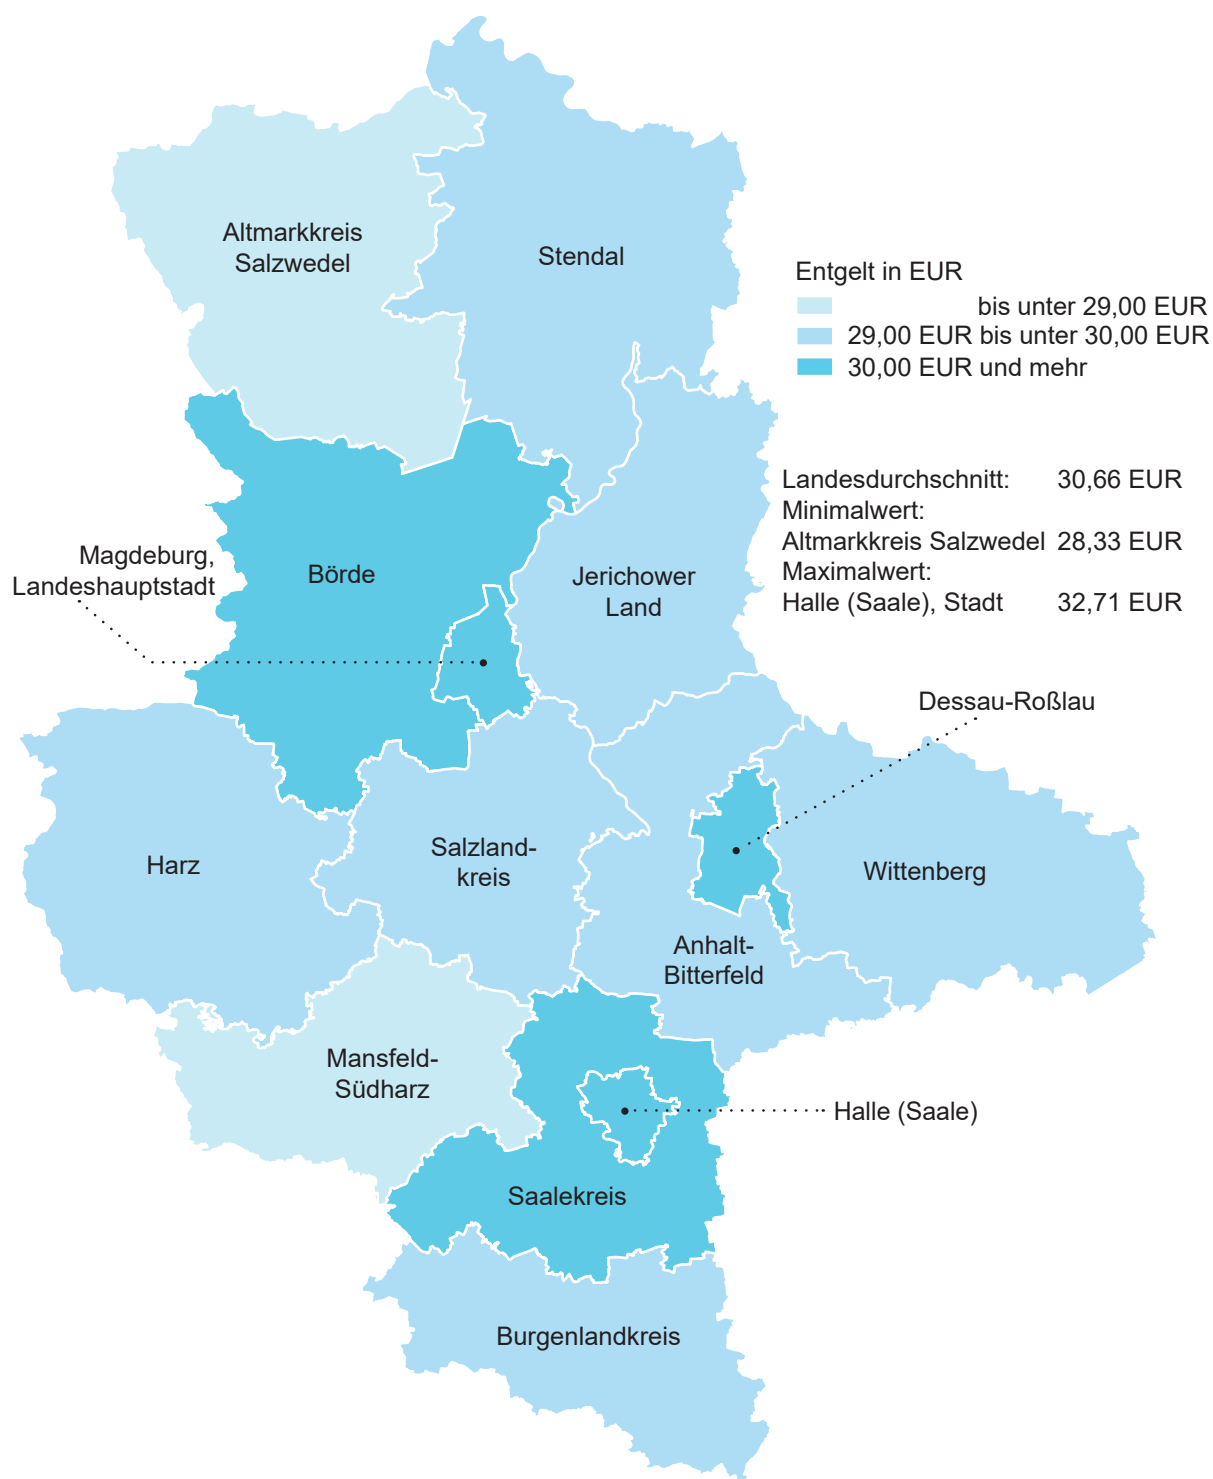 Altmarkkreis
Salzwedel
Stendal
Entgelt in EUR
bis unter 29,00 EUR
29,00 EUR bis unter 30,00 EUR
30,00 EUR und mehr
Landesdurchschnitt: 30,66 EUR
Minimalwert:
Altmarkkreis Salzwedel 28,33 EUR
Maximalwert:
Halle (Saale), Stadt 32,71 EUR
Magdeburg,
Landeshauptstadt
Börde
Jerichower
Land
Dessau-Roßlau
Harz
Salzland-
kreis
Wittenberg
Anhalt-
Bitterfeld
Mansfeld-
Südharz
Halle (Saale)
Saalekreis
Burgenlandkreis